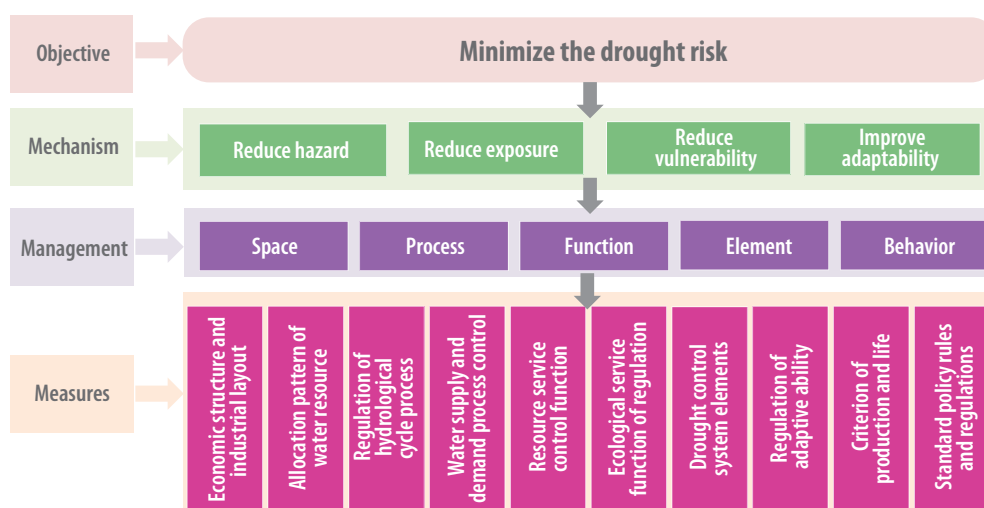 Objective
Minimize the drought risk
Mechanism
Reduce hazard
Reduce exposure
Reduce
vulnerability
Improve
adaptability
Management
Space
Process
Function
Element
Behavior
Measures
Economic structure and
industrial layout
Allocation pattern of
water resource
Regulation of
hydrological
cycle process
Water supply and
demand process control
Resource service
control function
Ecological service
function of regulation
Drought control
system elements
Regulation of
adaptive ability
Criterion of
production and life
Standard policy rules
and regulations